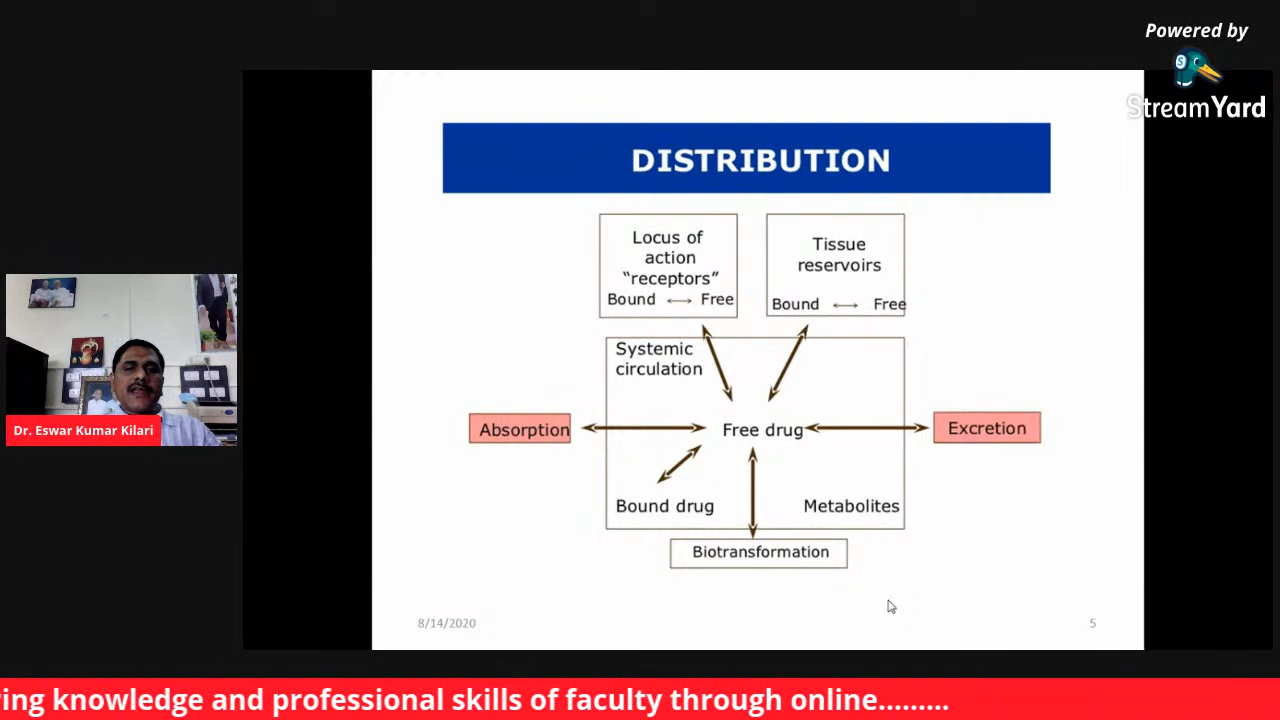 Powered by
StreamYard
DISTRIBUTION
Locus of
action
“receptors”
Bound ↔ Free
Tissue
reservoirs
Bound ↔ Free
Systemic
circulation
Absorption
Free drug
Excretion
Bound drug
Metabolites
Biotransformation
8/14/2020
5
Dr. Eswar Kumar Kilari
ring knowledge and professional skills of faculty through online.........